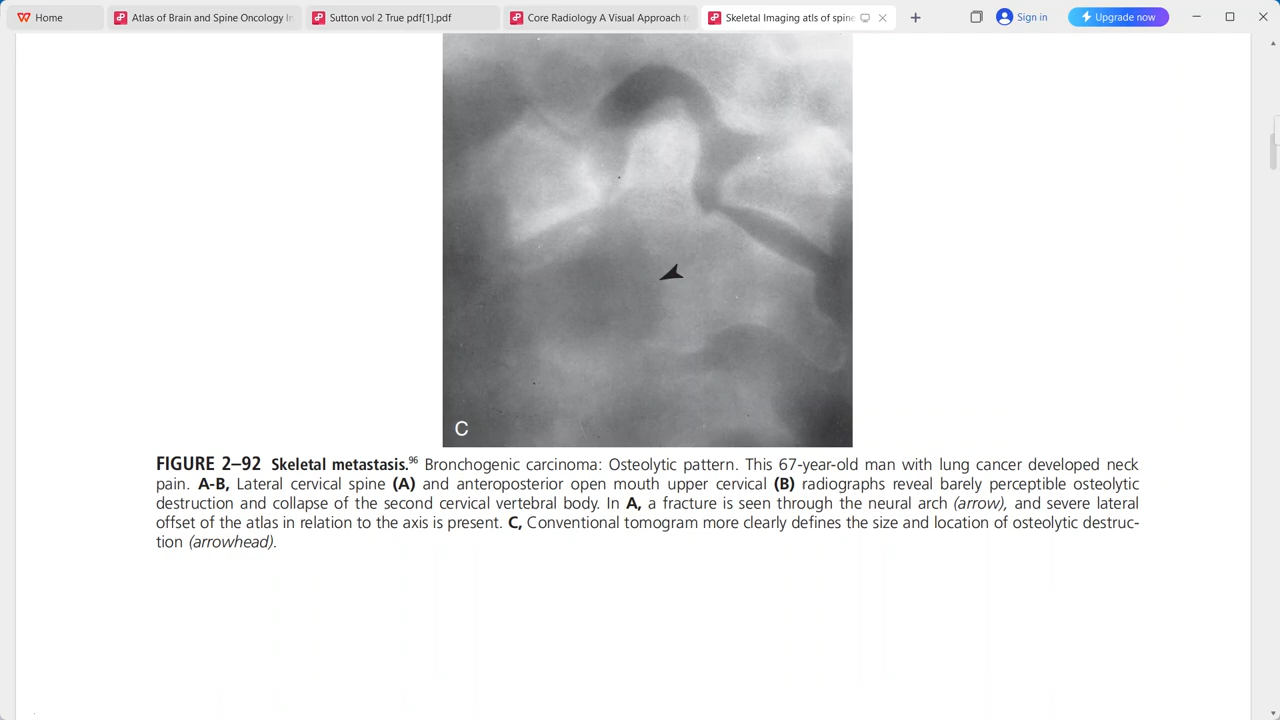 Home
Atlas of Brain and Spine Oncology In
Sutton vol 2 True pdf[1].pdf
Core Radiology A Visual Approach to
Skeletal Imaging atls of spine
Sign in
Upgrade now
C
FIGURE 2–92 Skeletal metastasis.96 Bronchogenic carcinoma: Osteolytic pattern. This 67-year-old man with lung cancer developed neck
pain. A-B, Lateral cervical spine (A) and anteroposterior open mouth upper cervical (B) radiographs reveal barely perceptible osteolytic
destruction and collapse of the second cervical vertebral body. In A, a fracture is seen through the neural arch (arrow), and severe lateral
offset of the atlas in relation to the axis is present. C, Conventional tomogram more clearly defines the size and location of osteolytic destruc-
tion (arrowhead).